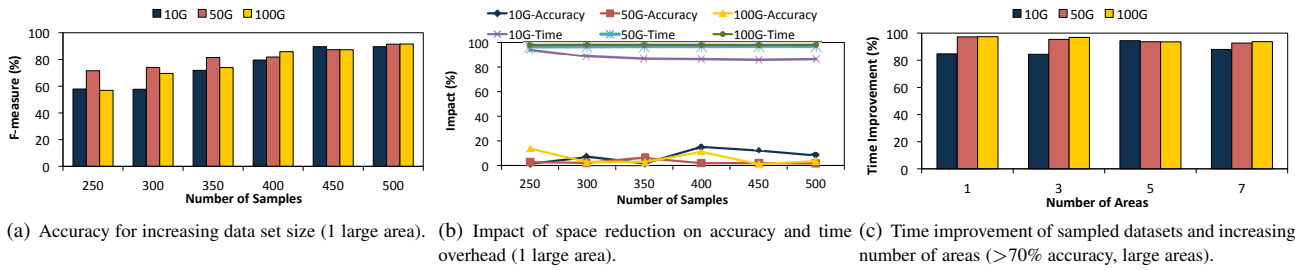 10G 50G 100G
F-measure (%)
100
80
60
40
20
0
250 300 350 400 450 500
Number of Samples
(a) Accuracy for increasing data set size (1 large area).
10G-Accuracy 50G-Accuracy 100G-Accuracy
10G-Time 50G-Time 100G-Time
Impact (%)
100
80
60
40
20
0
250 300 350 400 450 500
Number of Samples
(b) Impact of space reduction on accuracy and time
overhead (1 large area).
10G 50G 100G
Time Improvement (%)
100
80
60
40
20
0
1 3 5 7
Number of Areas
(c) Time improvement of sampled datasets and increasing
number of areas (>70% accuracy, large areas).